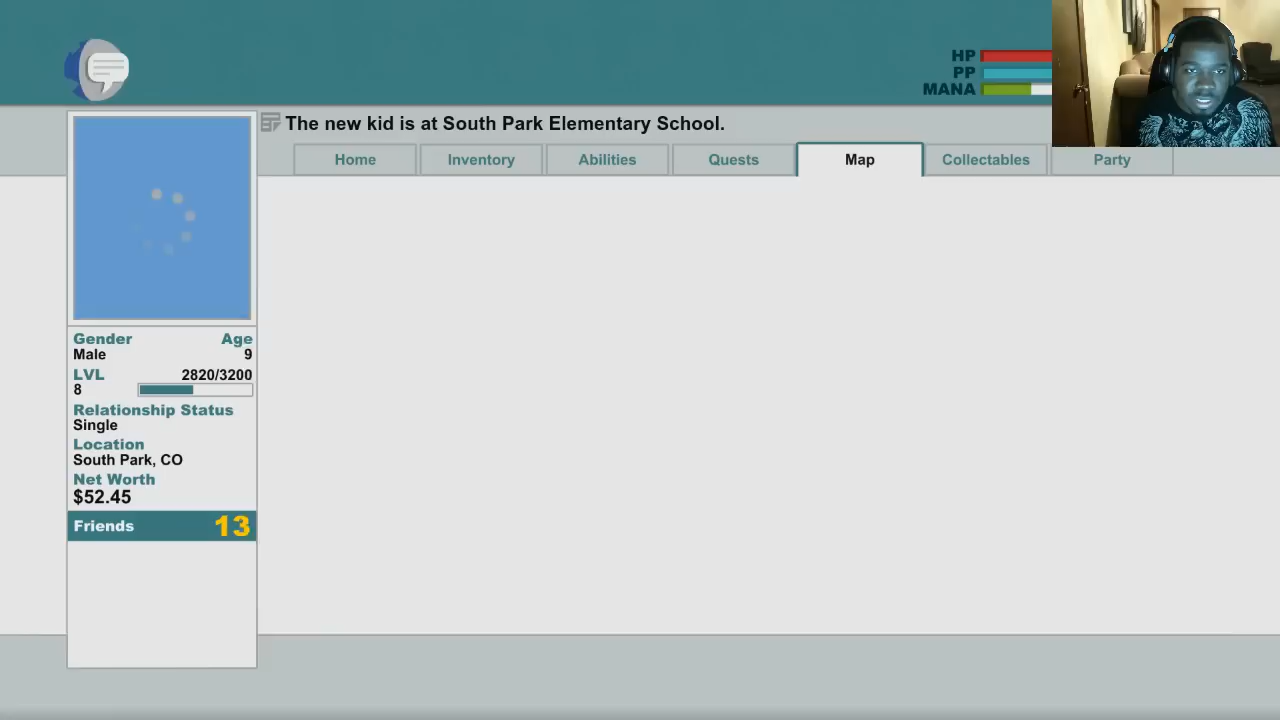 HP
PP
MANA
The new kid is at South Park Elementary School.
Home Inventory Abilities Quests Map Collectables Party
Gender Age
Male 9
LVL 2820/3200
8
Relationship Status
Single
Location
South Park, CO
Net Worth
$52.45
Friends 13